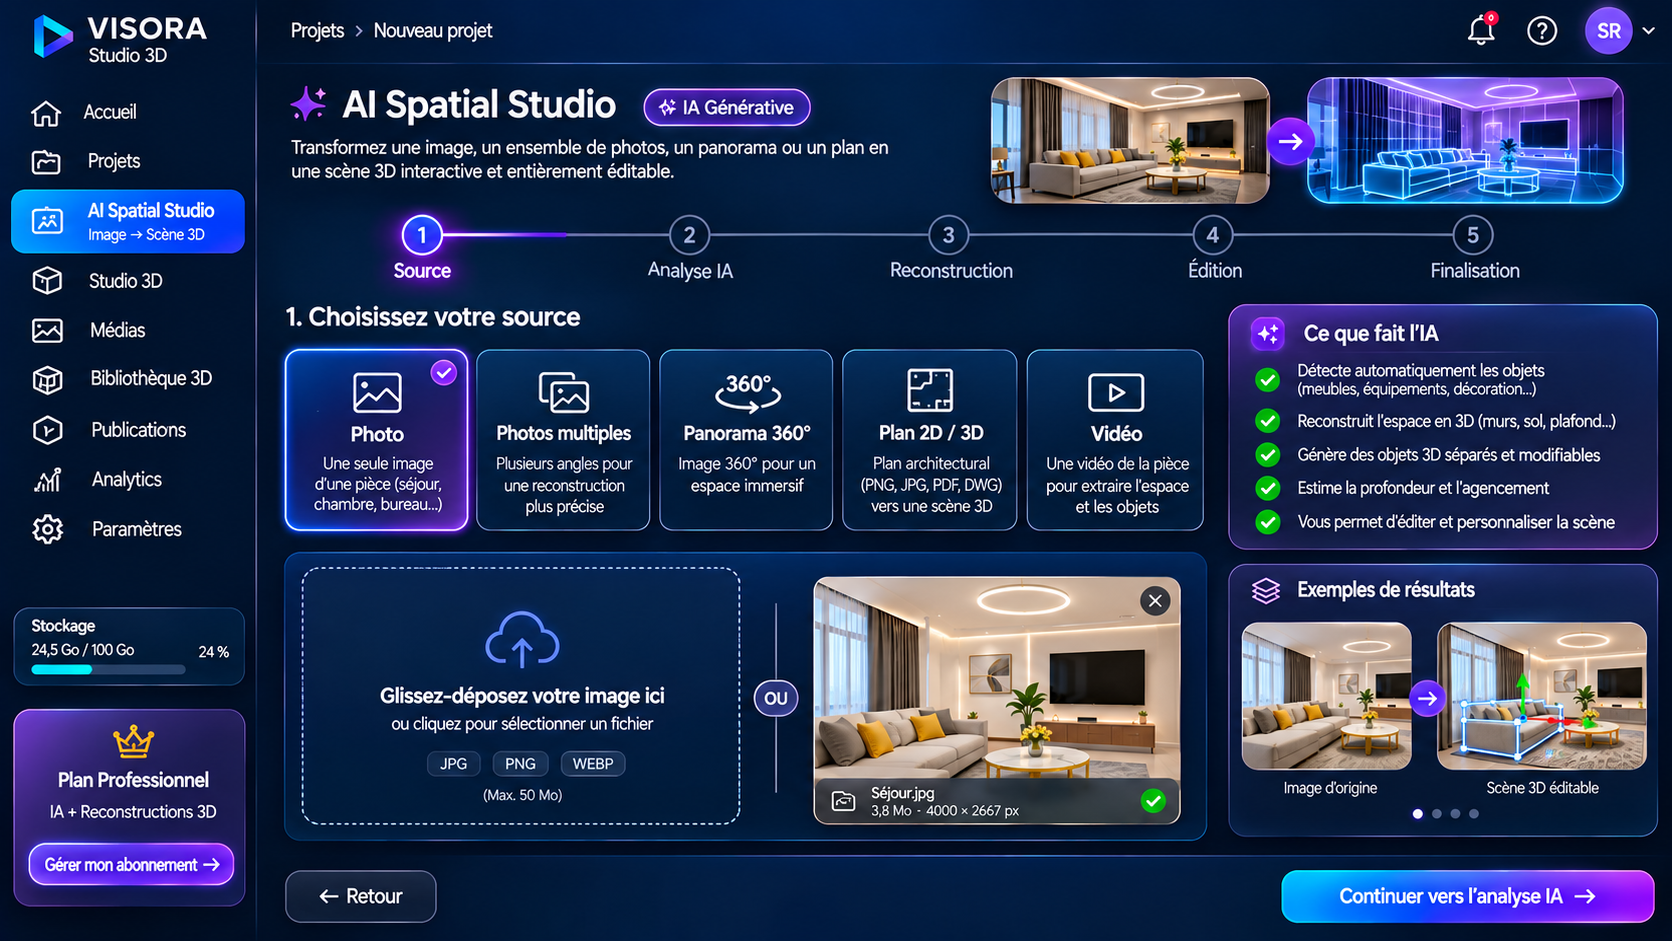 VISORA
Studio 3D
Accueil
Projets
AI Spatial Studio
Image → Scène 3D
Studio 3D
Médias
Bibliothèque 3D
Publications
Analytics
Paramètres
Stockage
24,5 Go / 100 Go
24 %
Plan Professionnel
IA + Reconstructions 3D
Gérer mon abonnement →
Projets > Nouveau projet
SR
AI Spatial Studio
IA Générative
Transformez une image, un ensemble de photos, un panorama ou un plan en
une scène 3D interactive et entièrement éditable.
1
Source
2
Analyse IA
3
Reconstruction
4
Édition
5
Finalisation
1. Choisissez votre source
Photo
Une seule image
d'une pièce (séjour,
chambre, bureau...)
Photos multiples
Plusieurs angles pour
une reconstruction
plus précise
360°
Panorama 360°
Image 360° pour un
espace immersif
Plan 2D / 3D
Plan architectural
(PNG, JPG, PDF, DWG)
vers une scène 3D
Vidéo
Une vidéo de la pièce
pour extraire l'espace
et les objets
Glissez-déposez votre image ici
ou cliquez pour sélectionner un fichier
JPG
PNG
WEBP
(Max. 50 Mo)
OU
Séjour.jpg
3,8 Mo - 4000 × 2667 px
Ce que fait l'IA
Détecte automatiquement les objets
(meubles, équipements, décoration...)
Reconstruit l'espace en 3D (murs, sol, plafond...)
Génère des objets 3D séparés et modifiables
Estime la profondeur et l'agencement
Vous permet d'éditer et personnaliser la scène
Exemples de résultats
Image d'origine
Scène 3D éditable
← Retour
Continuer vers l'analyse IA →